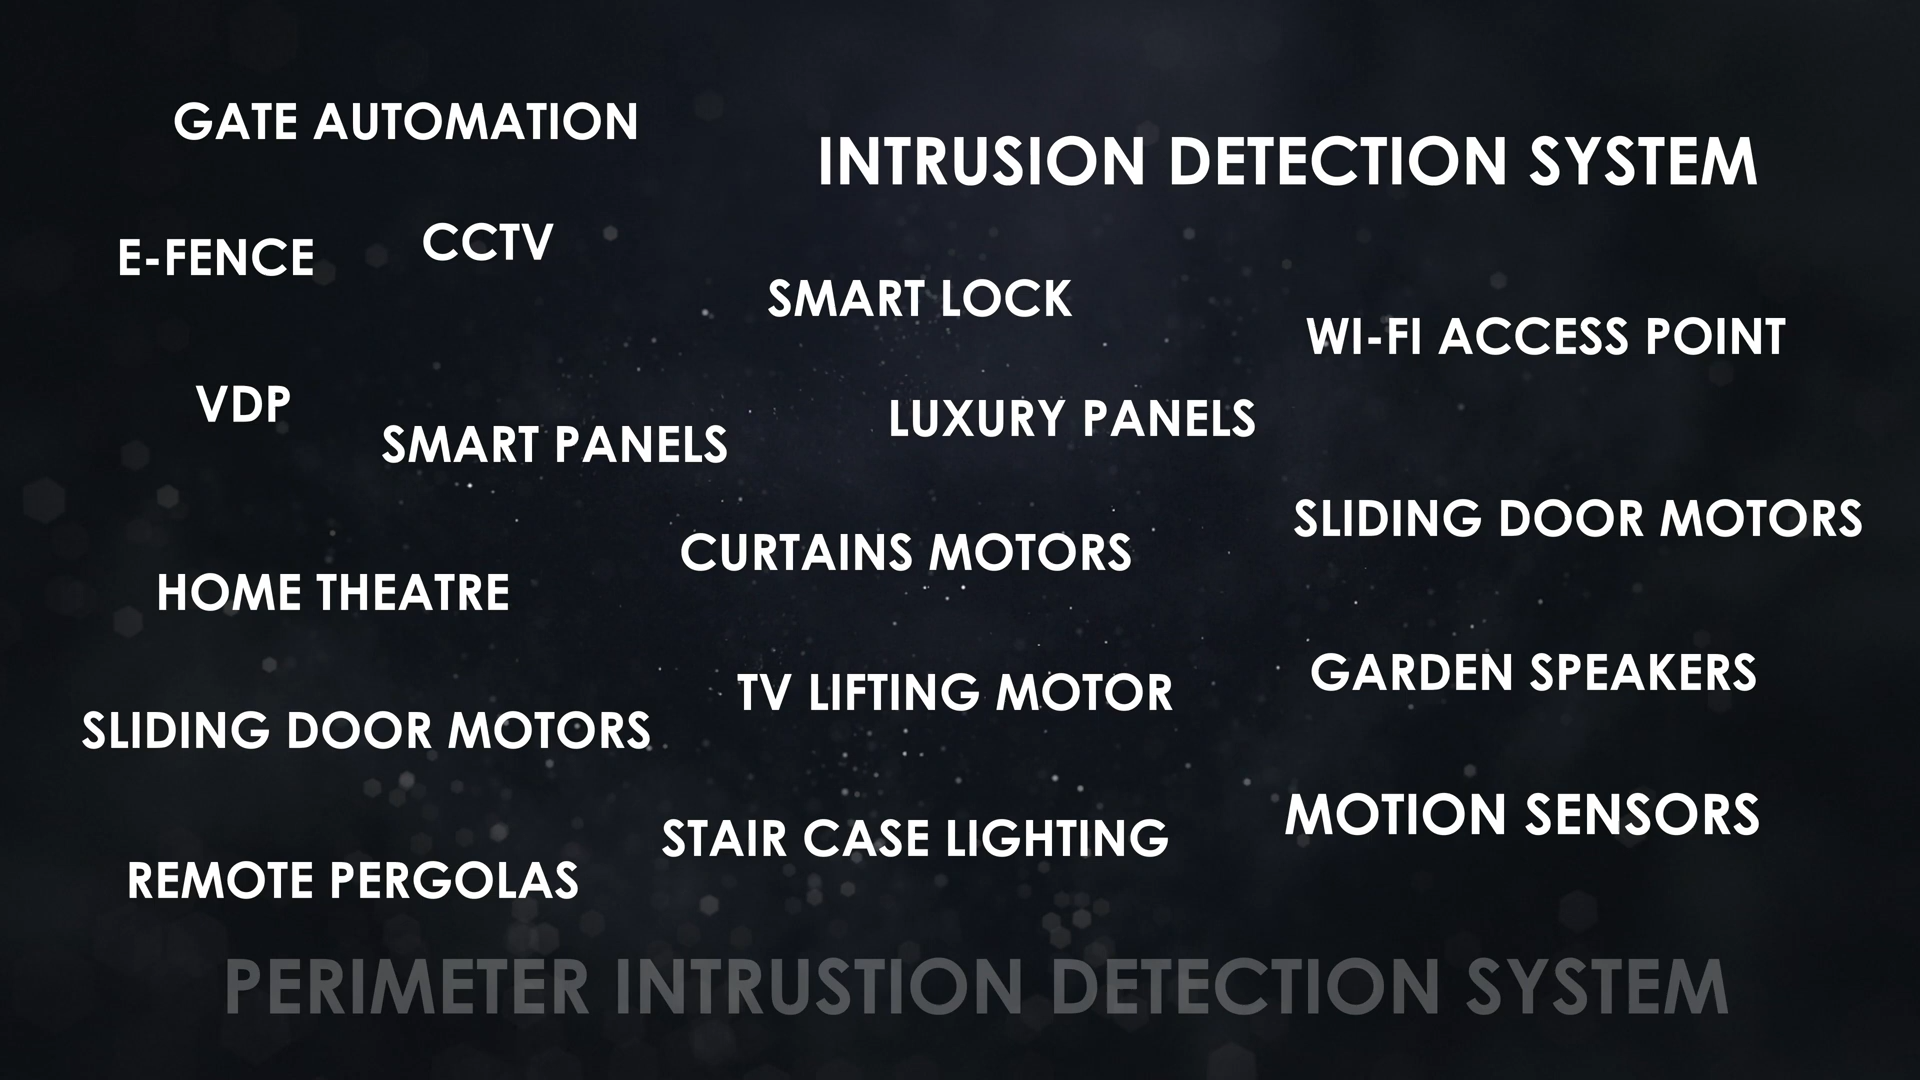 GATE AUTOMATION
INTRUSION DETECTION SYSTEM
E-FENCE
CCTV
SMART LOCK
WI-FI ACCESS POINT
VDP
SMART PANELS
LUXURY PANELS
SLIDING DOOR MOTORS
CURTAINS MOTORS
HOME THEATRE
GARDEN SPEAKERS
TV LIFTING MOTOR
SLIDING DOOR MOTORS
MOTION SENSORS
STAIR CASE LIGHTING
REMOTE PERGOLAS
PERIMETER INTRUSTION DETECTION SYSTEM